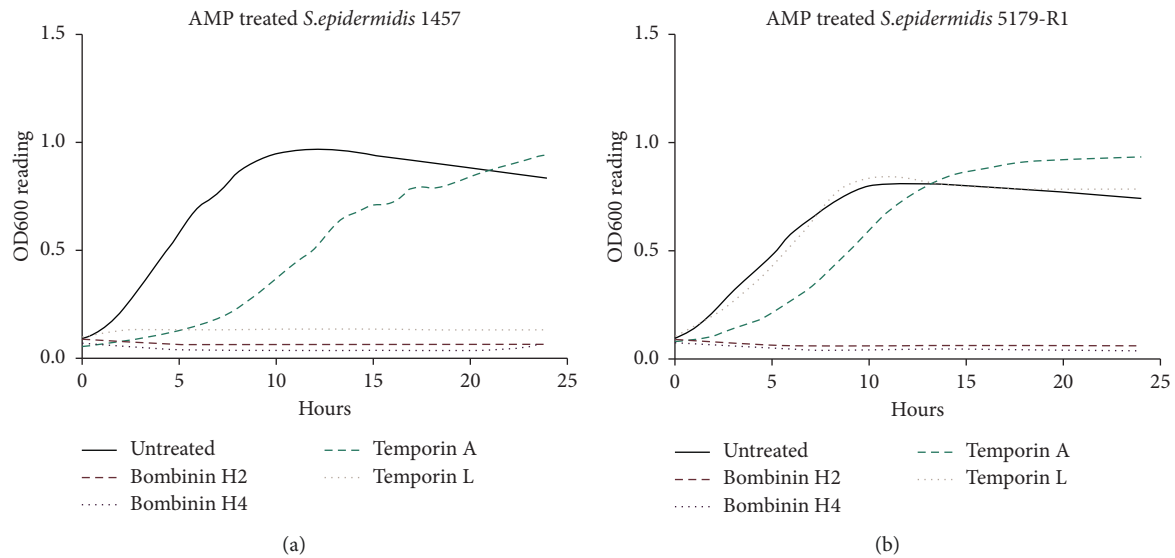 AMP treated S.epidermidis 1457
1.5
1.0
0.5
0.0
OD600 reading
0 5 10 15 20 25
Hours
Untreated
Bombinin H2
Bombinin H4
Temporin A
Temporin L
(a)
AMP treated S.epidermidis 5179-R1
1.5
1.0
0.5
0.0
OD600 reading
0 5 10 15 20 25
Hours
Untreated
Bombinin H2
Bombinin H4
Temporin A
Temporin L
(b)